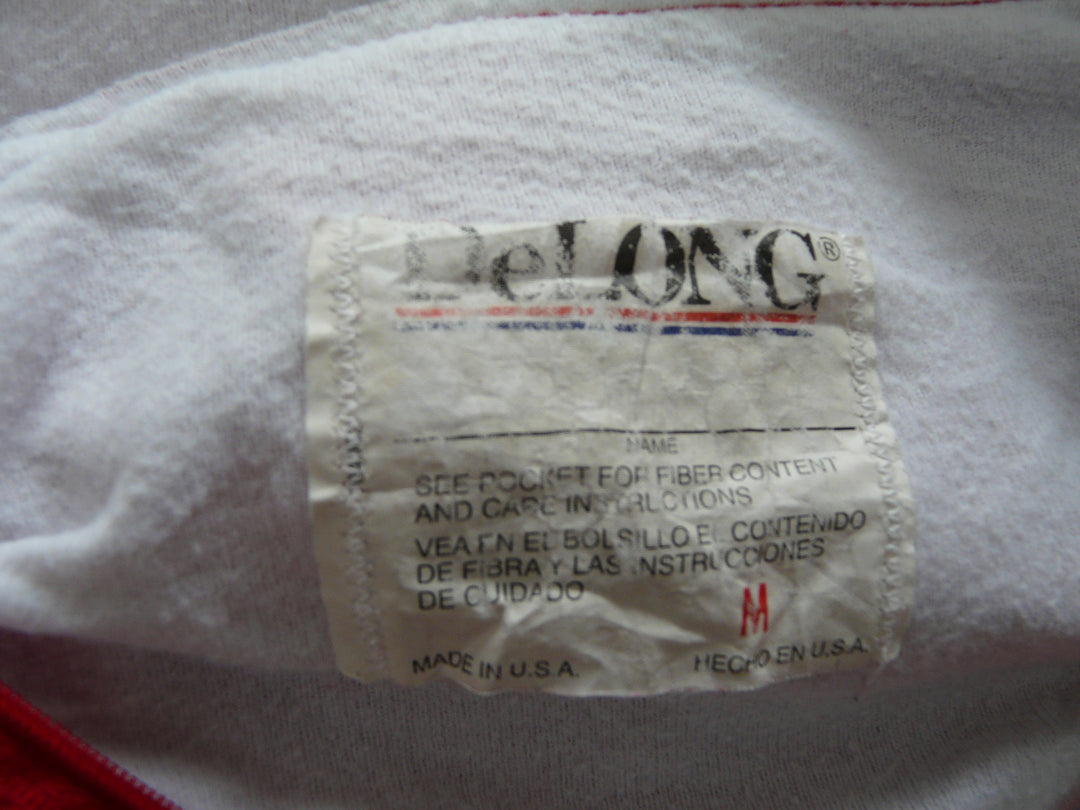 DeLONG®
NAME
SEE POCKET FOR FIBER CONTENT
AND CARE INSTRUCTIONS
VEA EN EL BOLSILLO EL CONTENIDO
DE FIBRA Y LAS INSTRUCCIONES
DE CUIDADO
M
MADE IN U.S.A. HECHO EN U.S.A.